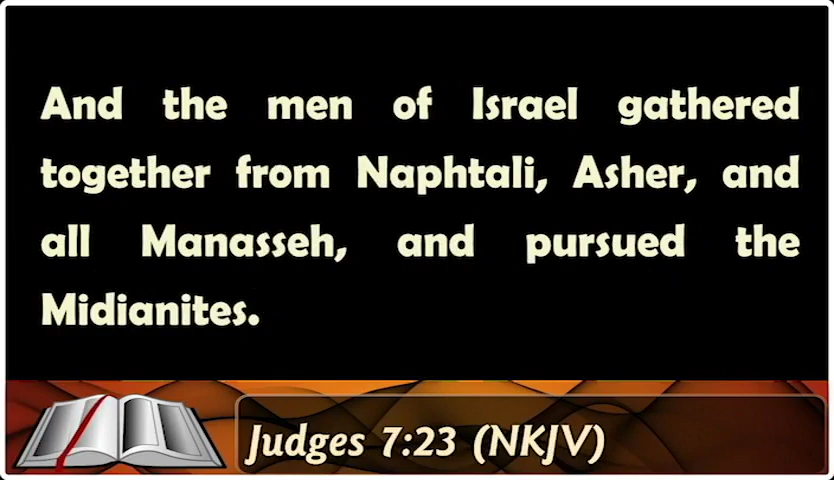 And the men of Israel gathered
together from Naphtali, Asher, and
all Manasseh, and pursued the
Midianites.
Judges 7:23 (NKJV)